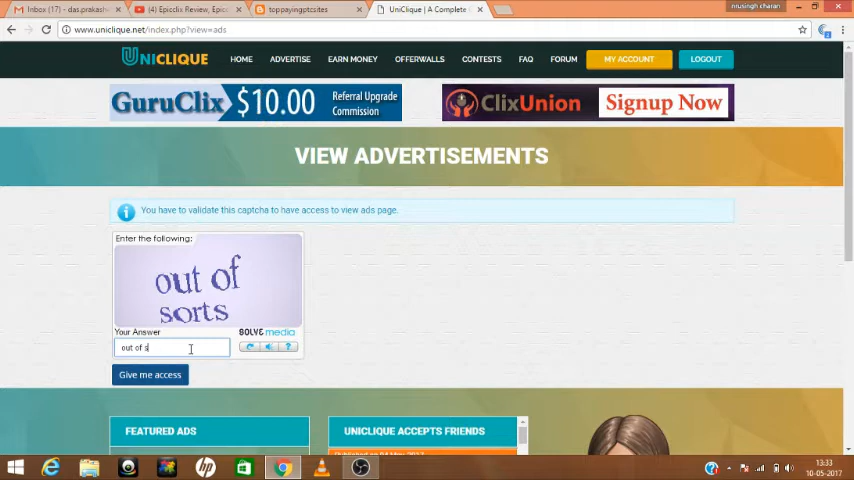 nrusingh charan
Inbox (17) - das.prakash
(4) Epicclix Review, Epicc
toppayingptcsites
UniClique | A Complete
www.uniclique.net/index.php?view=ads
UNICLIQUE
HOME
ADVERTISE
EARN MONEY
OFFERWALLS
CONTESTS
FAQ
FORUM
MY ACCOUNT
LOGOUT
GuruClix $10.00 Referral Upgrade
Commission
ClixUnion Signup Now
VIEW ADVERTISEMENTS
You have to validate this captcha to have access to view ads page.
Enter the following:
out of
sorts
Your Answer
SOLVE media
out of s
Give me access
FEATURED ADS
UNICLIQUE ACCEPTS FRIENDS
13:33
10-05-2017